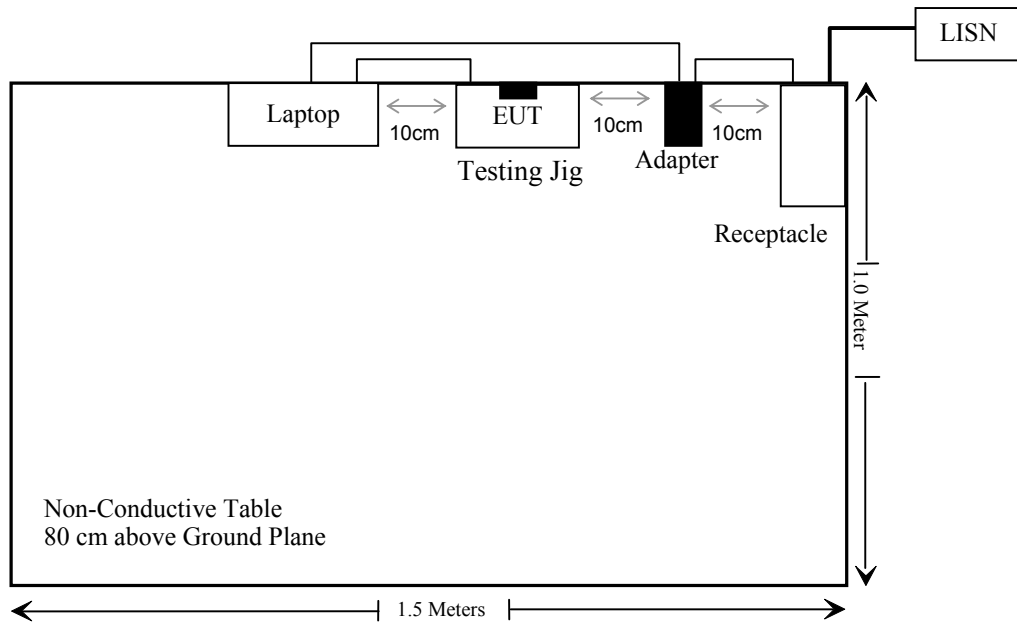 LISN
Laptop
10cm
EUT
10cm
10cm
Testing Jig
Adapter
Receptacle
1.0 Meter
Non-Conductive Table
80 cm above Ground Plane
1.5 Meters